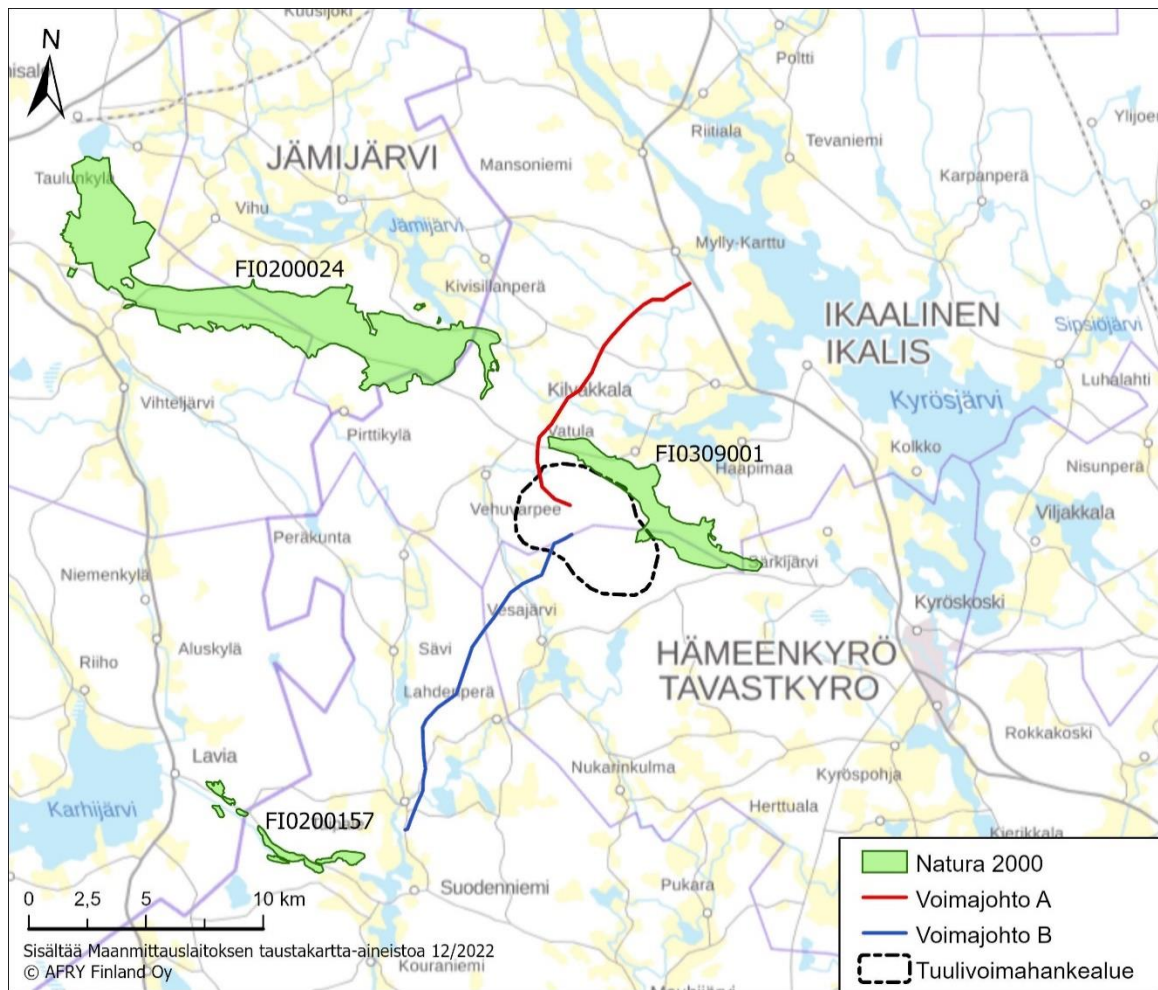 Kuusijoki
N
Poltti
Ylijoer
Riitiala
JÄMIJÄRVI
Mansoniemi
Tevaniemi
Taulunkylä
Karpanperä
Vihu
Jämijärvi
Mylly-Karttu
FI0200024
Kivisillanperä
IKAALINEN
IKALIS
Sipsiöjärvi
Luhalahti
Kilvakkala
Vihteljärvi
Kyrösjärvi
Pirttikylä
Vatula
FI0309001
Kolkko
Haapimaa
Nisunperä
Vehuvarpee
Viljakkala
Peräkunta
Särkijärvi
Niemenkylä
Kyröskoski
Vesajärvi
Aluskylä
Sävi
HÄMEENKYRÖ
TAVASTKYRO
Riiho
Lahdenperä
Rokkakoski
Lavia
Nukarinkulma
Kyröspohja
Karhijärvi
Herttuala
FI0200157
Kierikkala
Natura 2000
Suodenniemi
Pukara
0 2,5 5 10 km
Voimajohto A
Voimajohto B
Sisältää Maanmittauslaitoksen taustakartta-aineistoa 12/2022
© AFRY Finland Oy
Kouraniemi
Tuulivoimahankealue